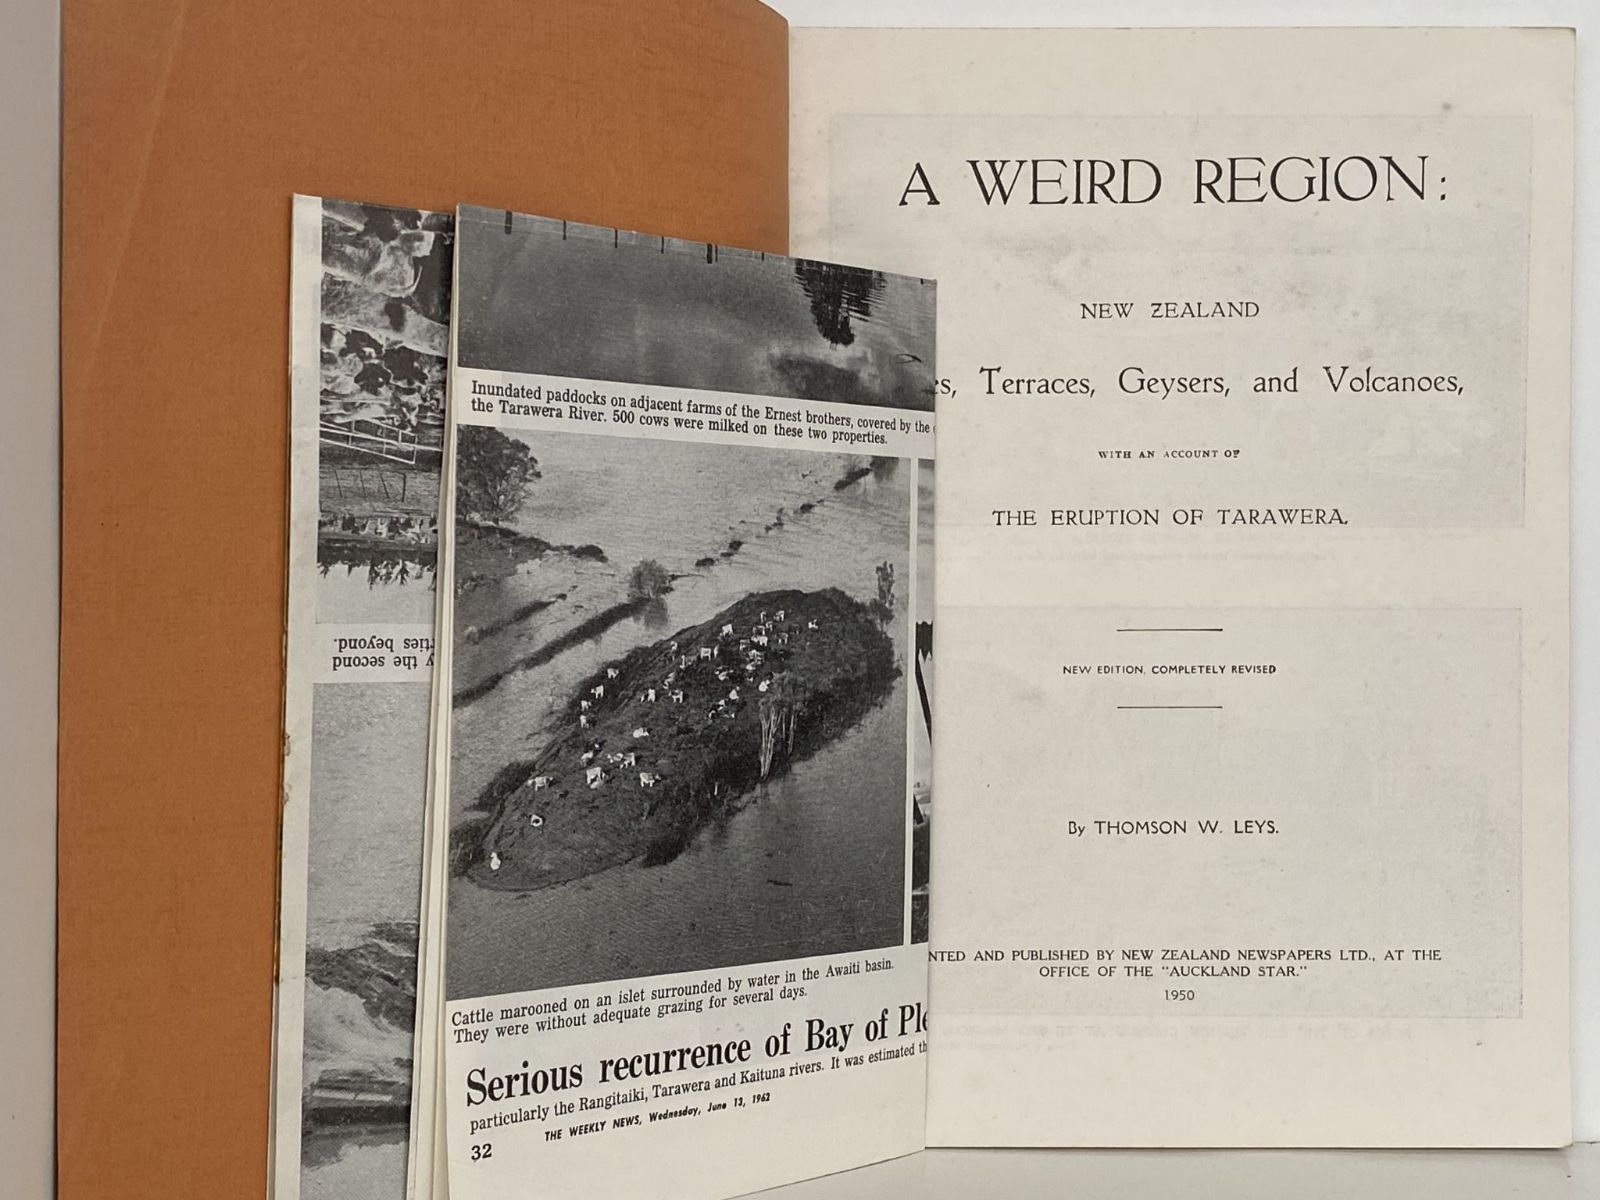 rties beyond.
y the second
Inundated paddocks on adjacent farms of the Ernest brothers, covered by the
the Tarawera River. 500 cows were milked on these two properties.
Cattle marooned on an islet surrounded by water in the Awaiti basin.
They were without adequate grazing for several days.
Serious recurrence of Bay of Ple
particularly the Rangitaiki, Tarawera and Kaituna rivers. It was estimated th
THE WEEKLY NEWS, Wednesday, June 13, 1962
32
A WEIRD REGION:
NEW ZEALAND
es, Terraces, Geysers, and Volcanoes,
WITH AN ACCOUNT OF
THE ERUPTION OF TARAWERA.
NEW EDITION, COMPLETELY REVISED
By THOMSON W. LEYS.
NTED AND PUBLISHED BY NEW ZEALAND NEWSPAPERS LTD., AT THE
OFFICE OF THE "AUCKLAND STAR."
1950